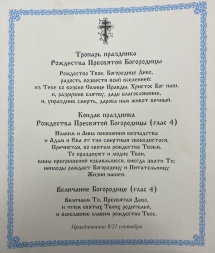 Тропарь праздника
Рождества Пресвятой Богородицы
Рождество Твое, Богородице Дево,
радость возвести всей вселенней:
из Тебе бо возсия Солнце Правды, Христос Бог наш,
и, разрушив клятву, даде благословение,
и, упразднив смерть, дарова нам живот вечный.
Кондак праздника
Рождества Пресвятой Богородицы (глас 4)
Иоаким и Анна поношения безчадства
и Адам и Ева от тли смертныя свободистася,
Пречистая, во святем рождестве Твоем.
То празднуют и людие Твои,
вины прегрешений избавльшеся, внегда звати Ти:
неплоды раждает Богородицу и Питательницу
Жизни нашея.
Величание Богородице (глас 4)
Величаем Тя, Пресвятая Дево,
и чтем святых Твоих родителей,
и всеславное славим рождество Твое.
Празднование 8/21 сентября